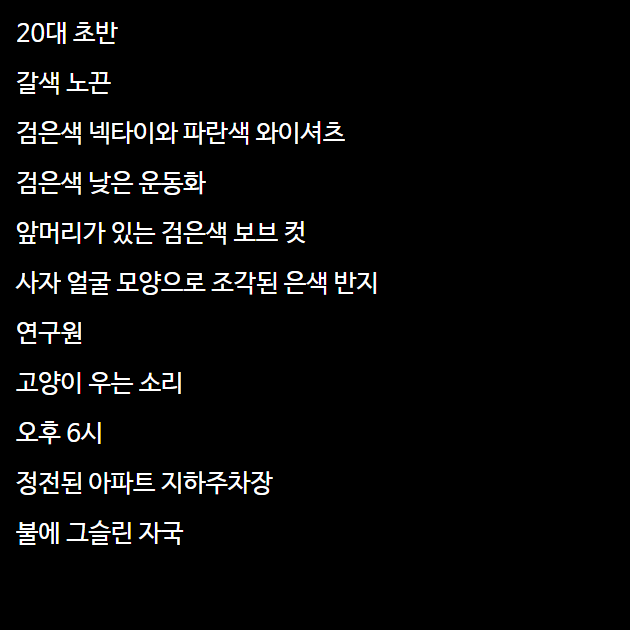 20대 초반
갈색 노끈
검은색 넥타이와 파란색 와이셔츠
검은색 낮은 운동화
앞머리가 있는 검은색 보브 컷
사자 얼굴 모양으로 조각된 은색 반지
연구원
고양이 우는 소리
오후 6시
정전된 아파트 지하주차장
불에 그슬린 자국